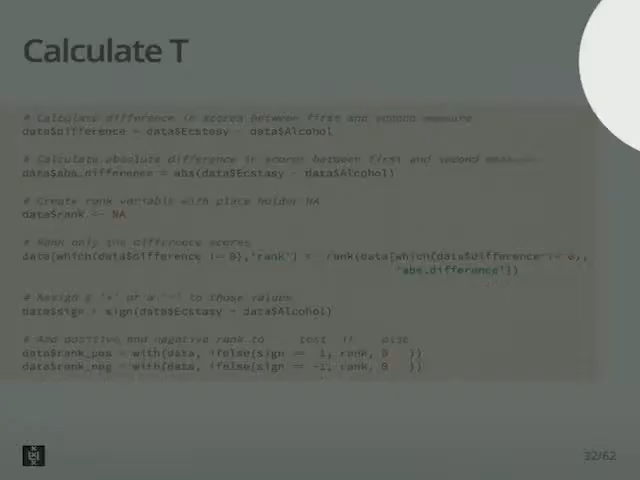 Calculate T
# Calculate difference in scores between first and second measure
data$difference = data$Ecstasy - data$Alcohol
# Calculate absolute difference in scores between first and second measure
data$abs.difference = abs(data$Ecstasy - data$Alcohol)
# Create rank variable with place holder NA
data$rank <- NA
# Rank only the difference scores
data[which(data$difference != 0),'rank'] <- rank(data[which(data$difference != 0),
'abs.difference'])
# Assign a '+' or a '-' to those values
data$sign = sign(data$Ecstasy - data$Alcohol)
# Add positive and negative rank to test if else
data$rank_pos = with(data, ifelse(sign == 1, rank, 0 ))
data$rank_neg = with(data, ifelse(sign == -1, rank, 0 ))
32/62